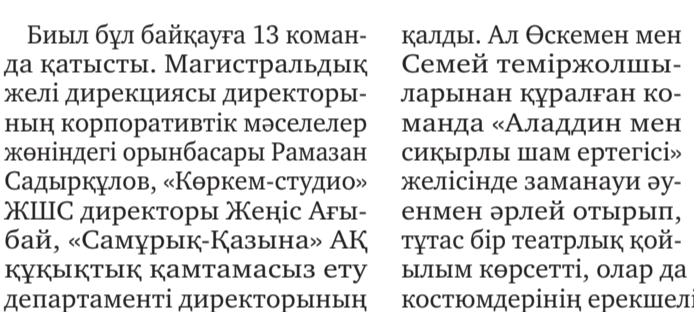 Биыл бұл байқауға 13 коман-
да қатысты. Магистральдық
желі дирекциясы директоры-
ның корпоративтік мәселелер
жөніндегі орынбасары Рамазан
Садырқұлов, «Көркем-студио»
ЖШС директоры Жеңіс Ағы-
бай, «Самұрық-Қазына» АҚ
құқықтық қамтамасыз ету
департаменті директорының
қалды. Ал Өскемен мен
Семей теміржолшы-
ларынан құралған ко-
манда «Аладдин мен
сиқырлы шам ертегісі»
желісінде заманауи әу-
енмен әрлей отырып,
тұтас бір театрлық қой-
ылым көрсетті, олар да
костюмдерінің ерекшелі